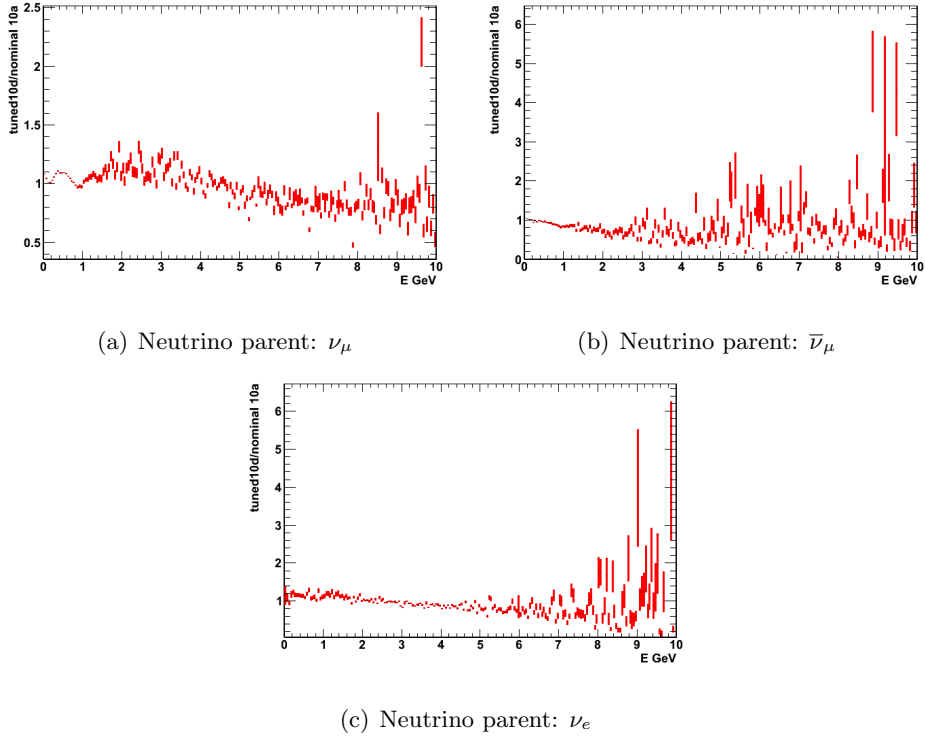 tuned10d/nominal 10a
2.5
2
1.5
1
0.5
0 1 2 3 4 5 6 7 8 9 10
E GeV
(a) Neutrino parent: νμ
tuned10d/nominal 10a
6
5
4
3
2
1
0
0 1 2 3 4 5 6 7 8 9 10
E GeV
(b) Neutrino parent: ν̅μ
tuned10d/nominal 10a
6
5
4
3
2
1
0 1 2 3 4 5 6 7 8 9 10
E GeV
(c) Neutrino parent: νe